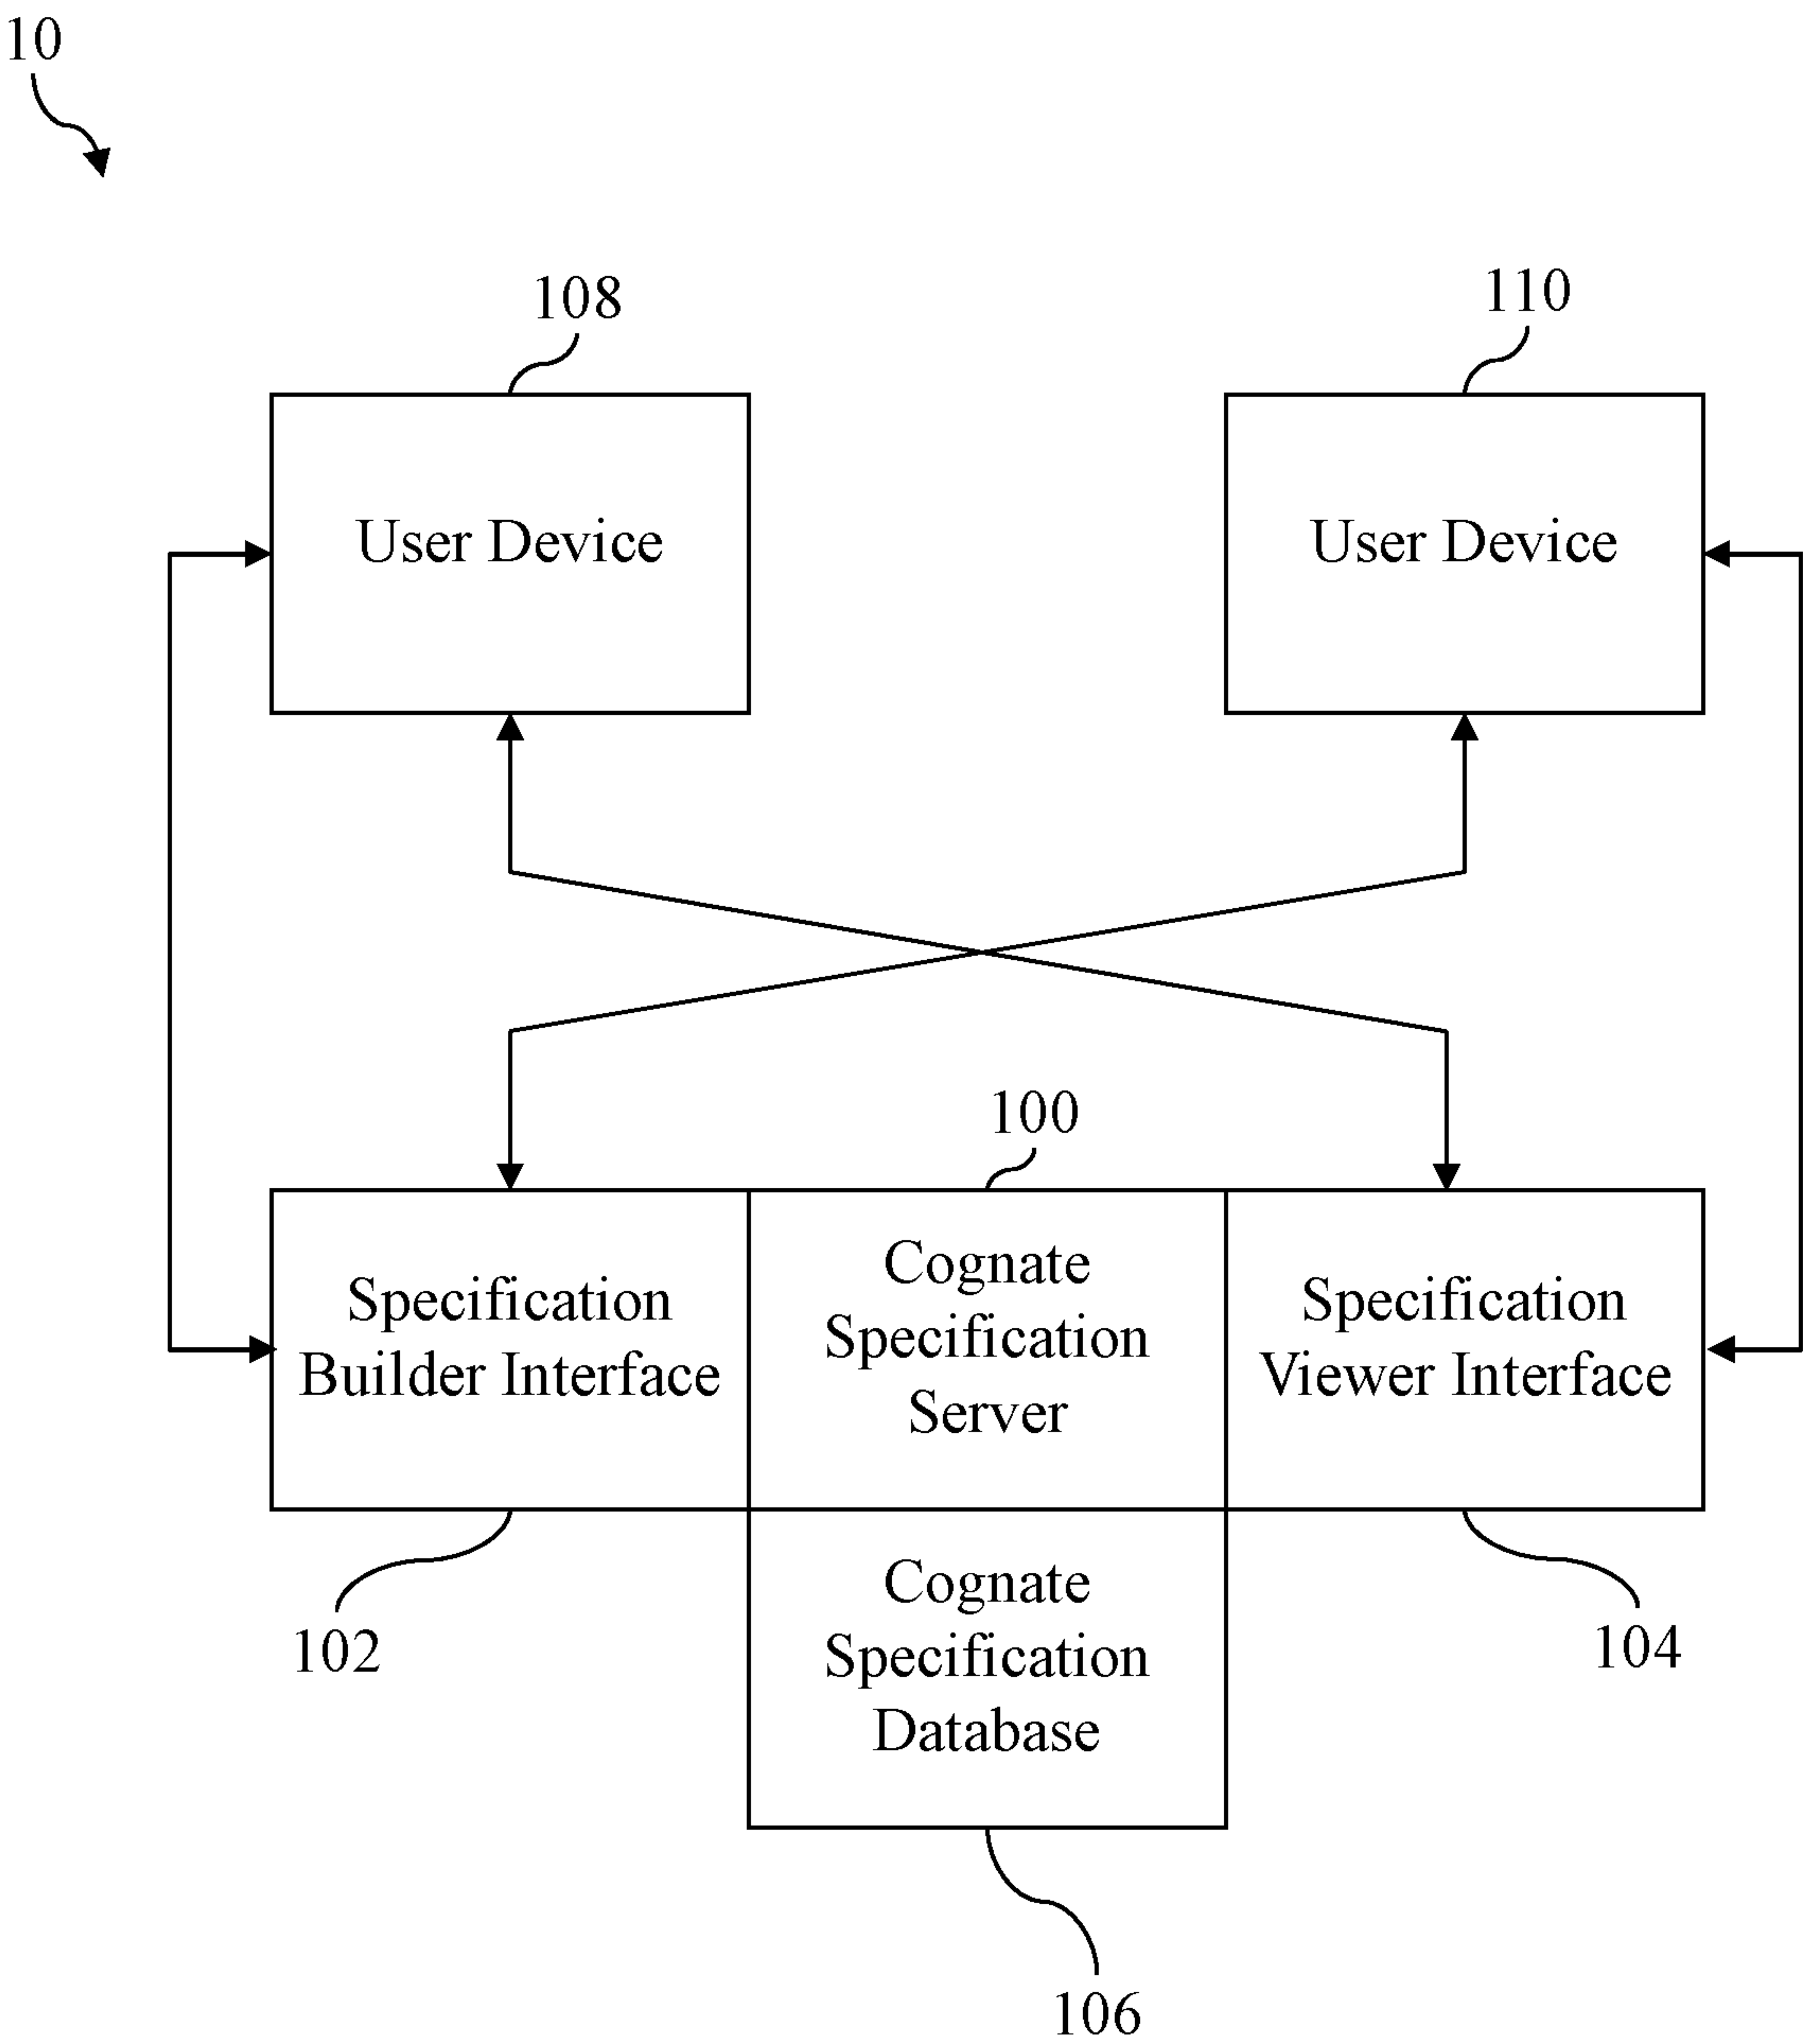 10
108
110
User Device
User Device
100
Specification
Builder Interface
Cognate
Specification
Server
Specification
Viewer Interface
102
Cognate
Specification
Database
104
106